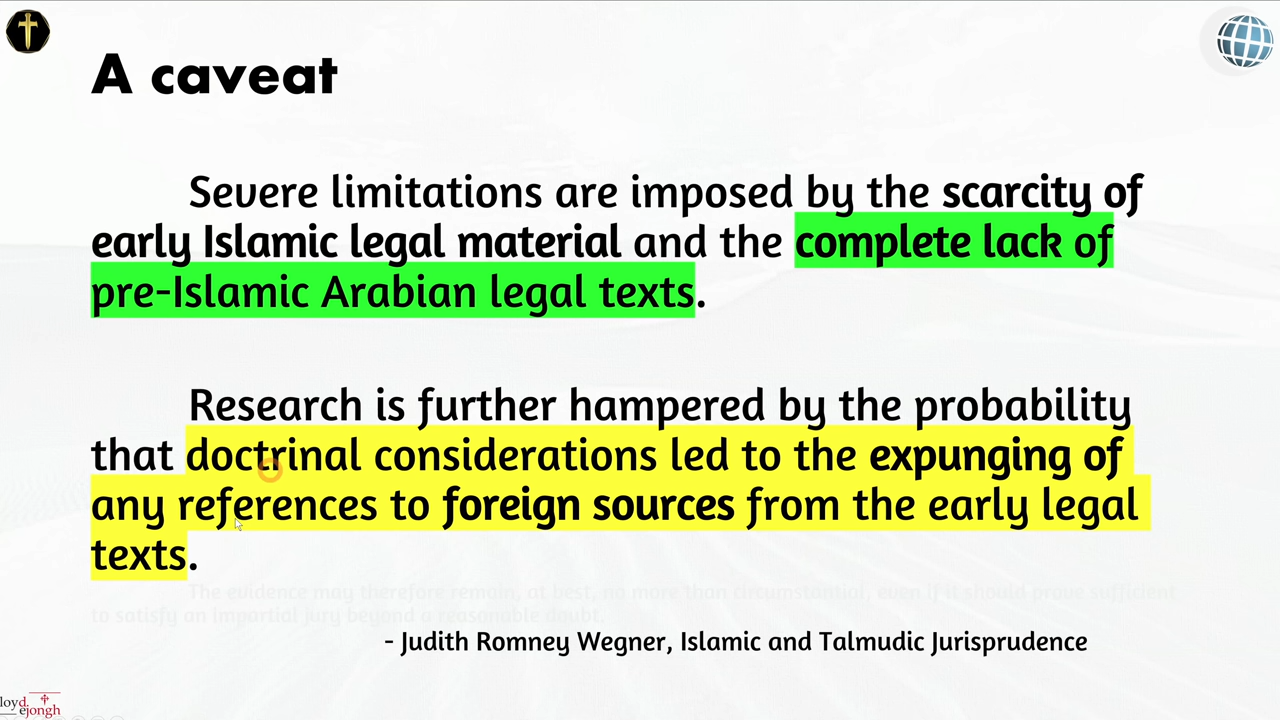 A caveat
Severe limitations are imposed by the scarcity of
early Islamic legal material and the complete lack of
pre-Islamic Arabian legal texts.
Research is further hampered by the probability
that doctrinal considerations led to the expunging of
any references to foreign sources from the early legal
texts.
The evidence may therefore remain, at best, no more than circumstantial, even if it should prove sufficient
to satisfy an impartial jury beyond a reasonable doubt.
- Judith Romney Wegner, Islamic and Talmudic Jurisprudence
loyd
ejongh